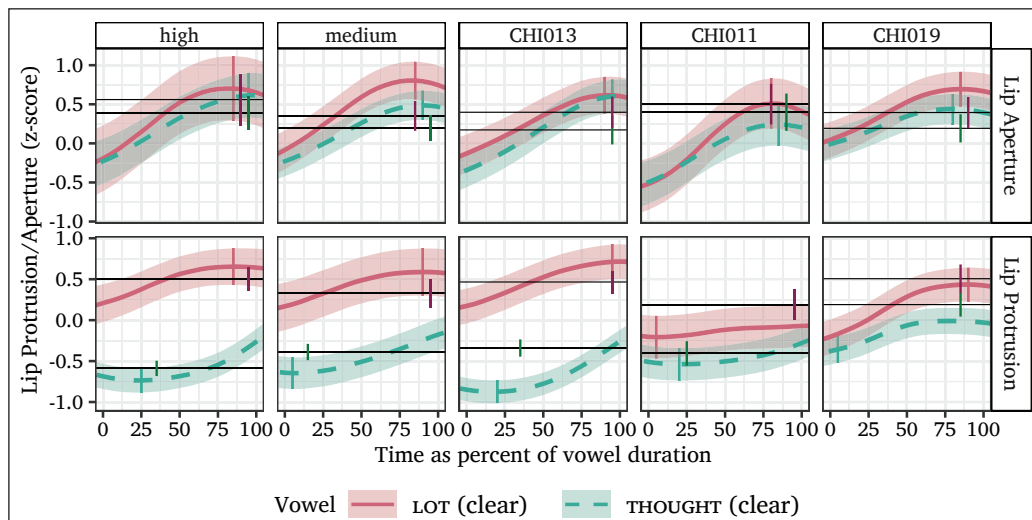 high medium CHI013 CHI011 CHI019
Lip Protrusion/Aperture (z-score)
1.0
0.5
0.0
-0.5
-1.0
Lip Aperture
1.0
0.5
0.0
-0.5
-1.0
Lip Protrusion
0 25 50 75 100 0 25 50 75 100 0 25 50 75 100 0 25 50 75 100 0 25 50 75 100
Time as percent of vowel duration
Vowel LOT (clear) THOUGHT (clear)